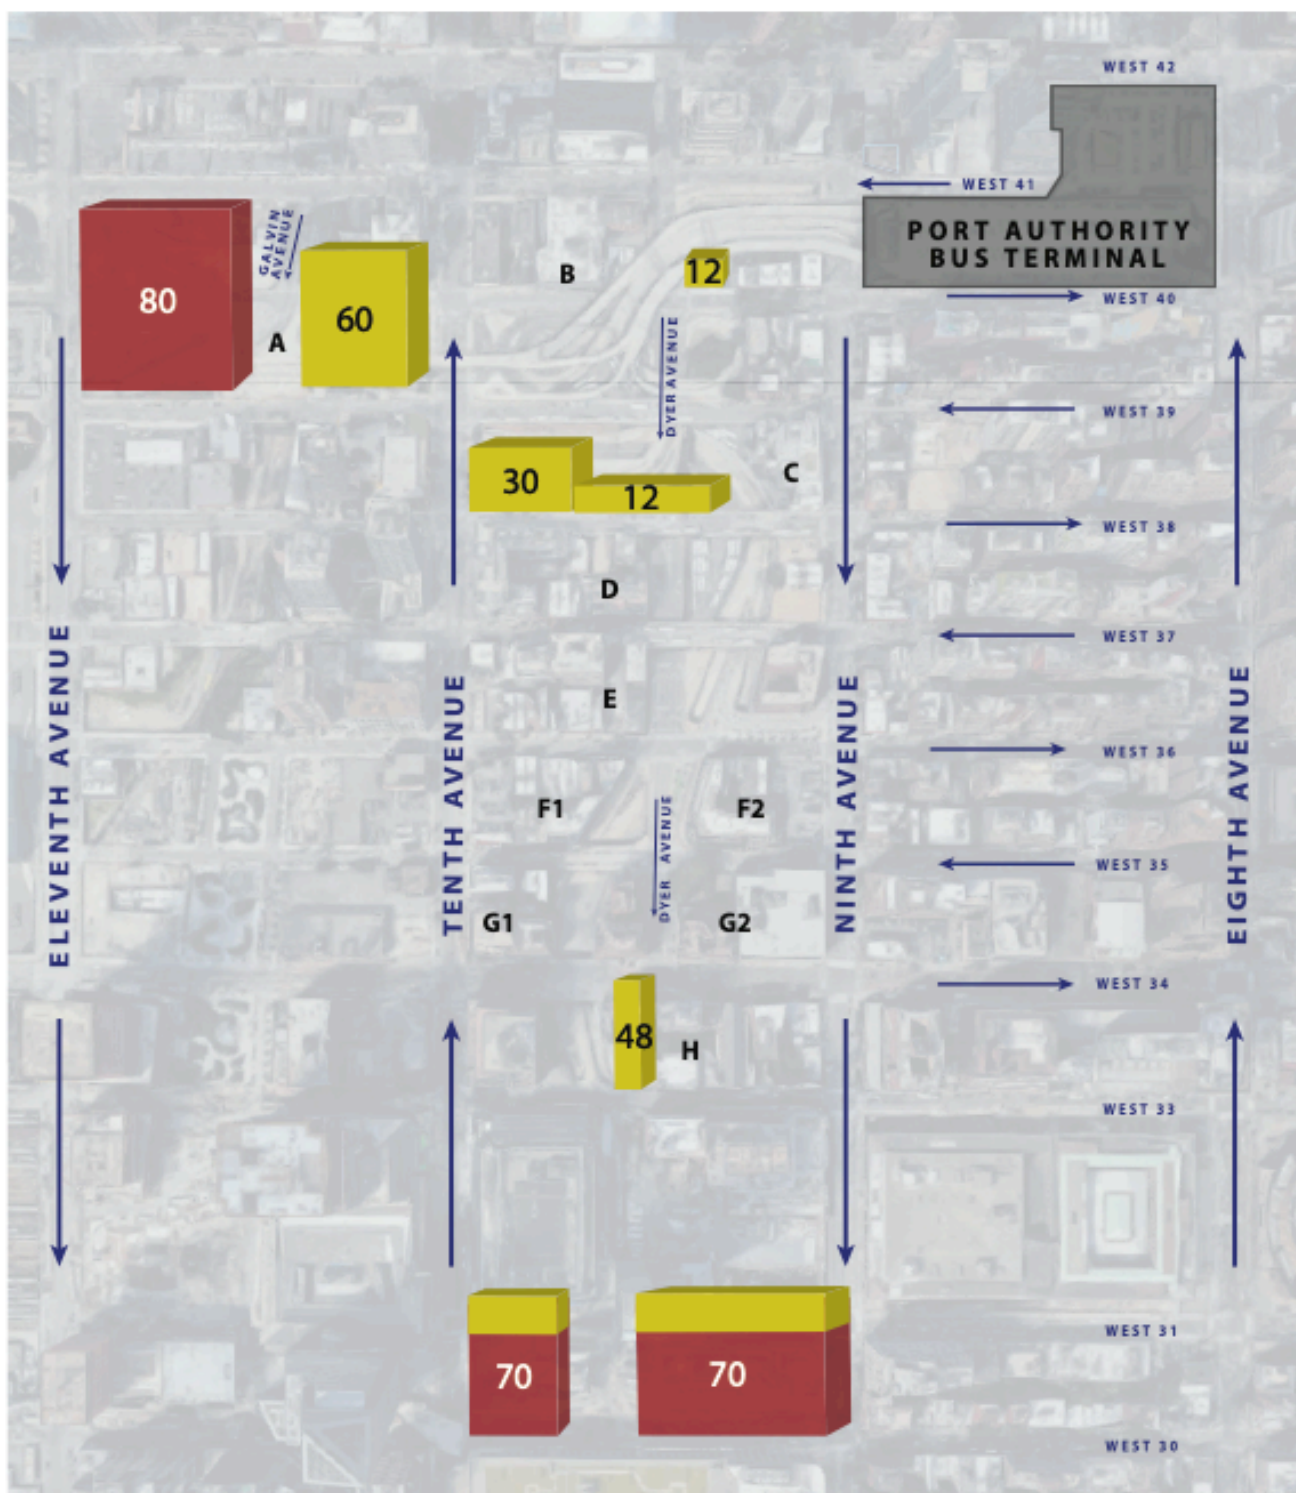 WEST 42
WEST 41
PORT AUTHORITY
BUS TERMINAL
GALVIN
AVENUE
80
60
A
B
12
WEST 40
DYER AVENUE
WEST 39
30
12
C
WEST 38
D
WEST 37
ELEVENTH AVENUE
TENTH AVENUE
NINTH AVENUE
EIGHTH AVENUE
E
WEST 36
F1
DYER AVENUE
F2
WEST 35
G1
G2
WEST 34
48
H
WEST 33
WEST 31
70
70
WEST 30